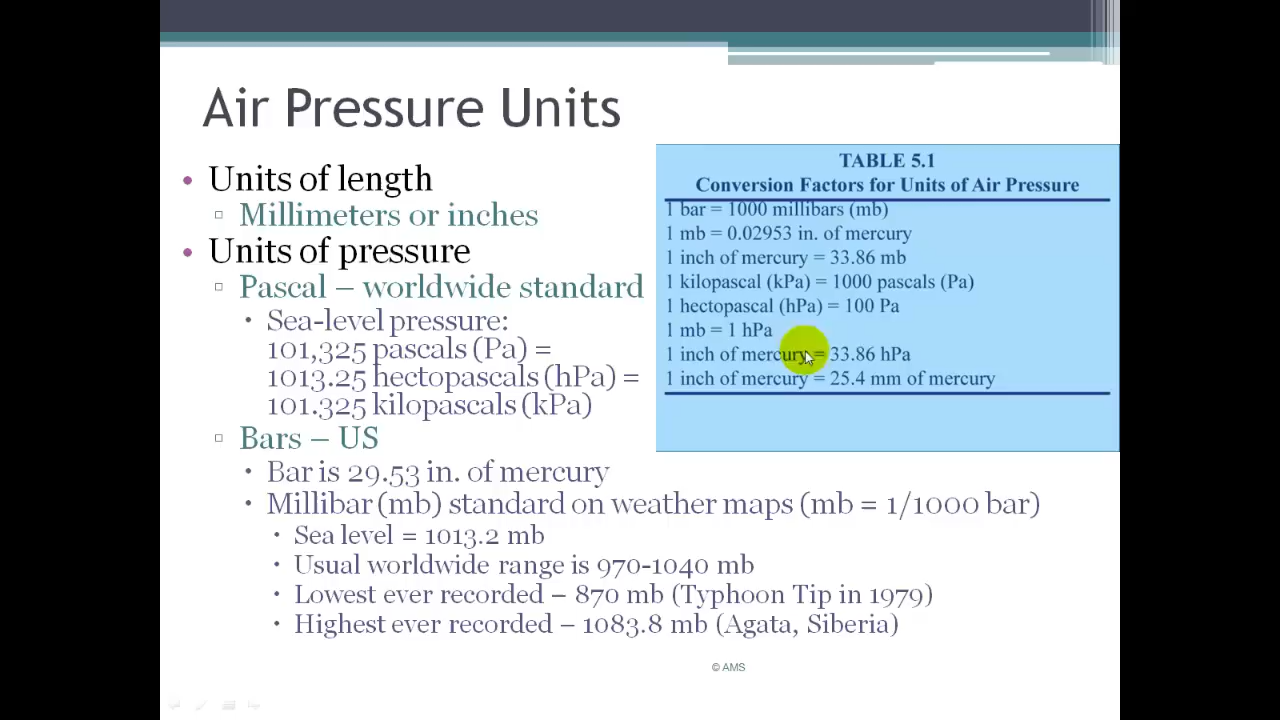 Air Pressure Units
• Units of length
▫ Millimeters or inches
• Units of pressure
▫ Pascal – worldwide standard
• Sea-level pressure:
101,325 pascals (Pa) =
1013.25 hectopascals (hPa) =
101.325 kilopascals (kPa)
▫ Bars – US
• Bar is 29.53 in. of mercury
• Millibar (mb) standard on weather maps (mb = 1/1000 bar)
• Sea level = 1013.2 mb
• Usual worldwide range is 970-1040 mb
• Lowest ever recorded – 870 mb (Typhoon Tip in 1979)
• Highest ever recorded – 1083.8 mb (Agata, Siberia)
TABLE 5.1
Conversion Factors for Units of Air Pressure
1 bar = 1000 millibars (mb)
1 mb = 0.02953 in. of mercury
1 inch of mercury = 33.86 mb
1 kilopascal (kPa) = 1000 pascals (Pa)
1 hectopascal (hPa) = 100 Pa
1 mb = 1 hPa
1 inch of mercury = 33.86 hPa
1 inch of mercury = 25.4 mm of mercury
© AMS